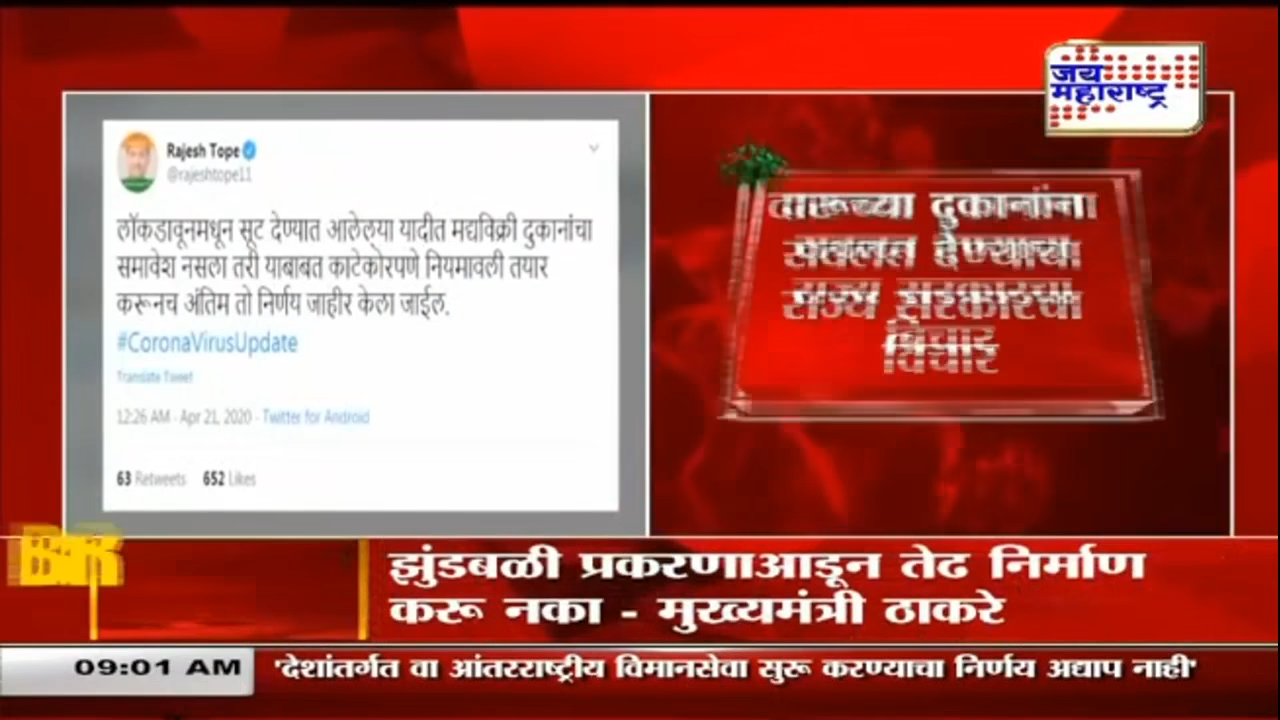 जय
महाराष्ट्र
Rajesh Tope
@rajeshtope11
लॉकडावूनमधून सूट देण्यात आलेलया यादीत मद्यविक्री दुकानांचा
समावेश नसला तरी याबाबत काटेकोरपणे नियमावली तयार
करूनच अंतिम तो निर्णय जाहीर केला जाईल.
#CoronaVirusUpdate
Translate Tweet
12:26 AM · Apr 21, 2020 · Twitter for Android
63 Retweets 652 Likes
दारूच्या दुकानांना
सवलत देण्याचा
राज्य सरकारचा
विचार
झुंडबळी प्रकरणाआडून तेढ निर्माण
करू नका - मुख्यमंत्री ठाकरे
09:01 AM
'देशांतर्गत वा आंतरराष्ट्रीय विमानसेवा सुरू करण्याचा निर्णय अद्याप नाही'